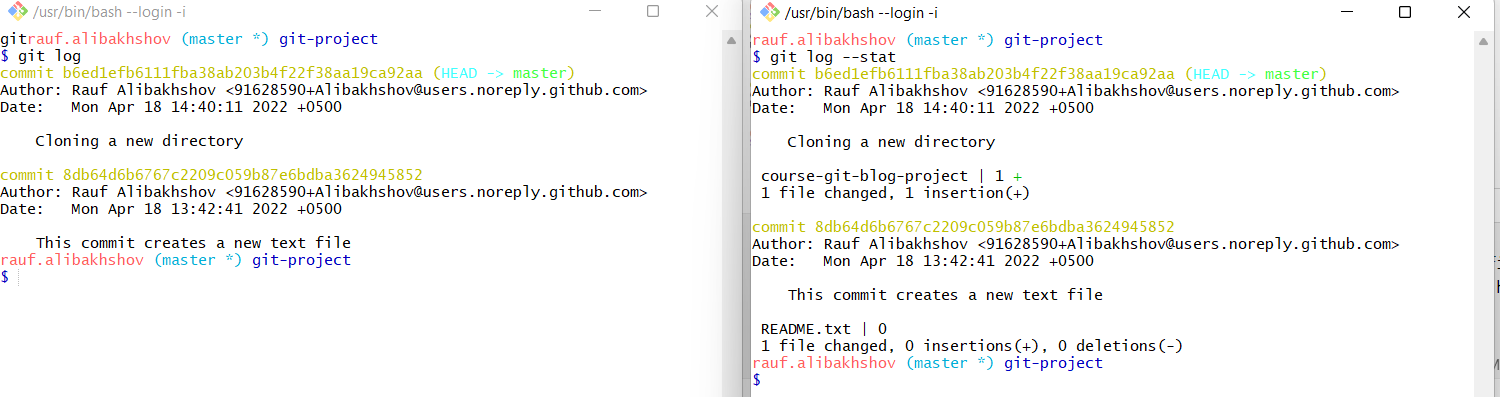 /usr/bin/bash --login -i
gitrauf.alibakhshov (master *) git-project
$ git log
commit b6ed1efb6111fba38ab203b4f22f38aa19ca92aa (HEAD -> master)
Author: Rauf Alibakhshov <91628590+Alibakhshov@users.noreply.github.com>
Date:   Mon Apr 18 14:40:11 2022 +0500
Cloning a new directory
commit 8db64d6b6767c2209c059b87e6bdba3624945852
Author: Rauf Alibakhshov <91628590+Alibakhshov@users.noreply.github.com>
Date:   Mon Apr 18 13:42:41 2022 +0500
This commit creates a new text file
rauf.alibakhshov (master *) git-project
$
/usr/bin/bash --login -i
rauf.alibakhshov (master *) git-project
$ git log --stat
commit b6ed1efb6111fba38ab203b4f22f38aa19ca92aa (HEAD -> master)
Author: Rauf Alibakhshov <91628590+Alibakhshov@users.noreply.github.com>
Date:   Mon Apr 18 14:40:11 2022 +0500
Cloning a new directory
course-git-blog-project | 1 +
1 file changed, 1 insertion(+)
commit 8db64d6b6767c2209c059b87e6bdba3624945852
Author: Rauf Alibakhshov <91628590+Alibakhshov@users.noreply.github.com>
Date:   Mon Apr 18 13:42:41 2022 +0500
This commit creates a new text file
README.txt | 0
1 file changed, 0 insertions(+), 0 deletions(-)
rauf.alibakhshov (master *) git-project
$